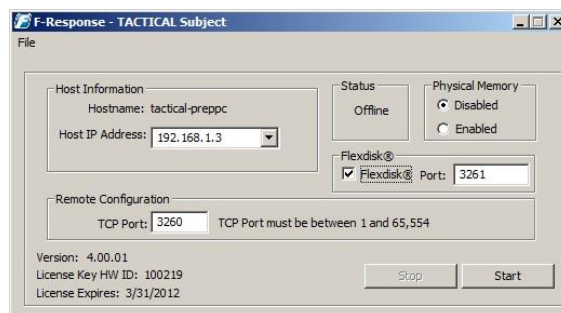 F-Response - TACTICAL Subject
File
Host Information
Hostname: tactical-preppc
Host IP Address: 192.168.1.3
Status
Offline
Physical Memory
Disabled
Enabled
Flexdisk®
Flexdisk® Port: 3261
Remote Configuration
TCP Port: 3260 TCP Port must be between 1 and 65,554
Version: 4.00.01
License Key HW ID: 100219
License Expires: 3/31/2012
Stop Start